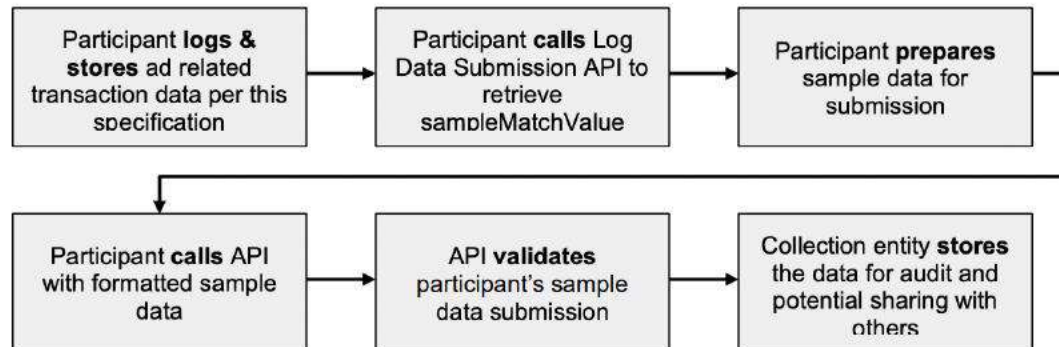 Participant logs &
stores ad related
transaction data per this
specification
Participant calls Log
Data Submission API to
retrieve
sampleMatchValue
Participant prepares
sample data for
submission
Participant calls API
with formatted sample
data
API validates
participant's sample
data submission
Collection entity stores
the data for audit and
potential sharing with
others